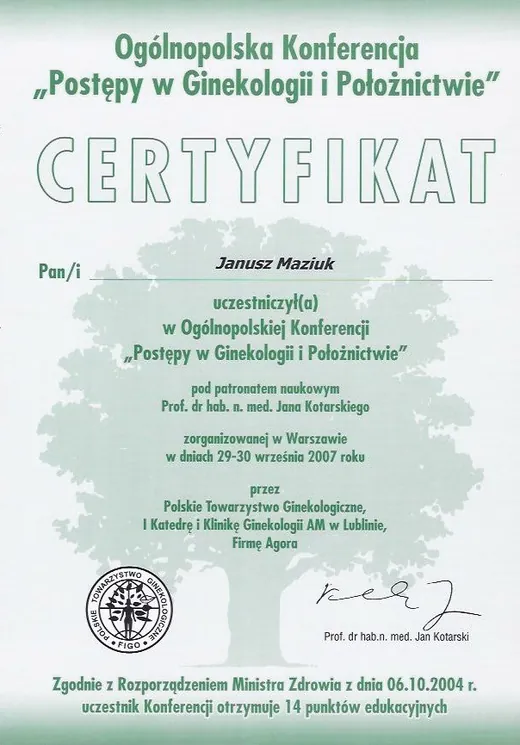 Ogólnopolska Konferencja
„Postępy w Ginekologii i Położnictwie”
CERTYFIKAT
Pan/i Janusz Maziuk
uczestniczył(a)
w Ogólnopolskiej Konferencji
„Postępy w Ginekologii i Położnictwie”
pod patronatem naukowym
Prof. dr hab. n. med. Jana Kotarskiego
zorganizowanej w Warszawie
w dniach 29-30 września 2007 roku
przez
Polskie Towarzystwo Ginekologiczne,
I Katedrę i Klinikę Ginekologii AM w Lublinie,
Firmę Agora
POLSKIE TOWARZYSTWO GINEKOLOGICZNE
FIGO
Prof. dr hab.n. med. Jan Kotarski
Zgodnie z Rozporządzeniem Ministra Zdrowia z dnia 06.10.2004 r.
uczestnik Konferencji otrzymuje 14 punktów edukacyjnych